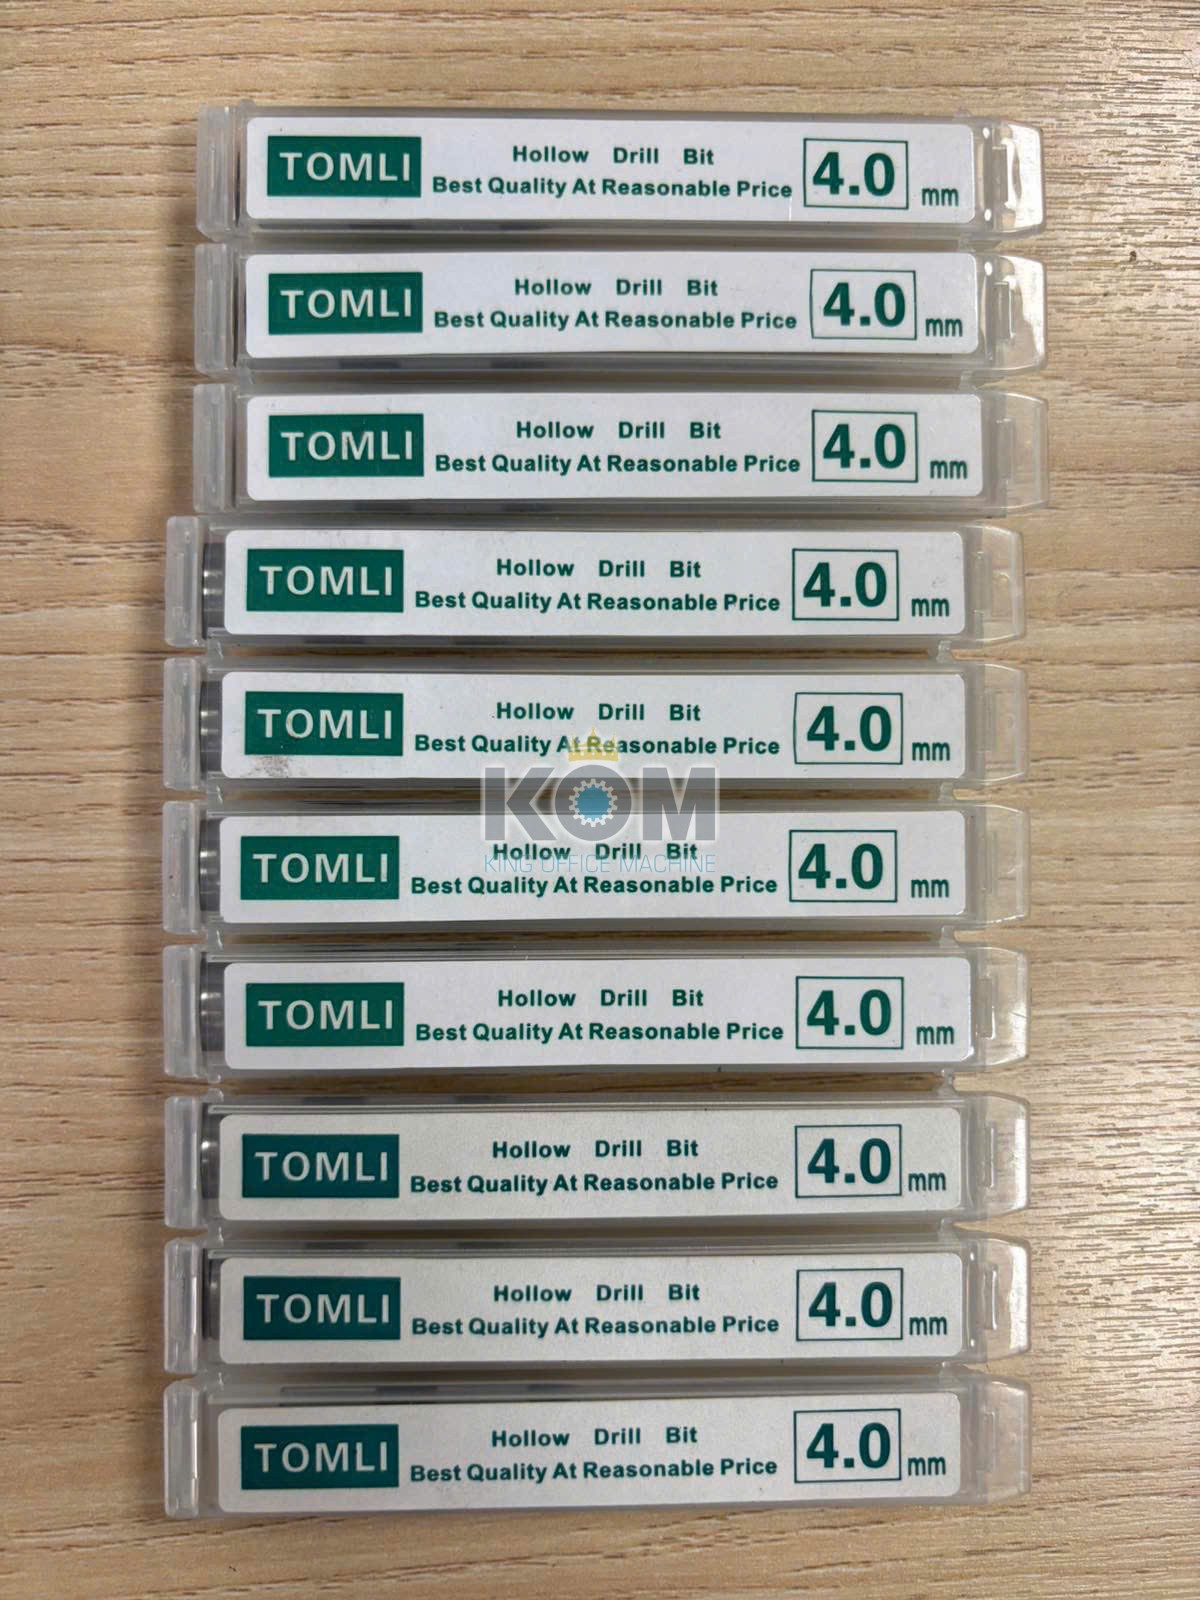 TOMLI
Hollow Drill Bit
Best Quality At Reasonable Price
4.0 mm
TOMLI
Hollow Drill Bit
Best Quality At Reasonable Price
4.0 mm
TOMLI
Hollow Drill Bit
Best Quality At Reasonable Price
4.0 mm
TOMLI
Hollow Drill Bit
Best Quality At Reasonable Price
4.0 mm
TOMLI
Hollow Drill Bit
Best Quality At Reasonable Price
4.0 mm
KOM
KING OFFICE MACHINE
TOMLI
Hollow Drill Bit
Best Quality At Reasonable Price
4.0 mm
TOMLI
Hollow Drill Bit
Best Quality At Reasonable Price
4.0 mm
TOMLI
Hollow Drill Bit
Best Quality At Reasonable Price
4.0 mm
TOMLI
Hollow Drill Bit
Best Quality At Reasonable Price
4.0 mm
TOMLI
Hollow Drill Bit
Best Quality At Reasonable Price
4.0 mm